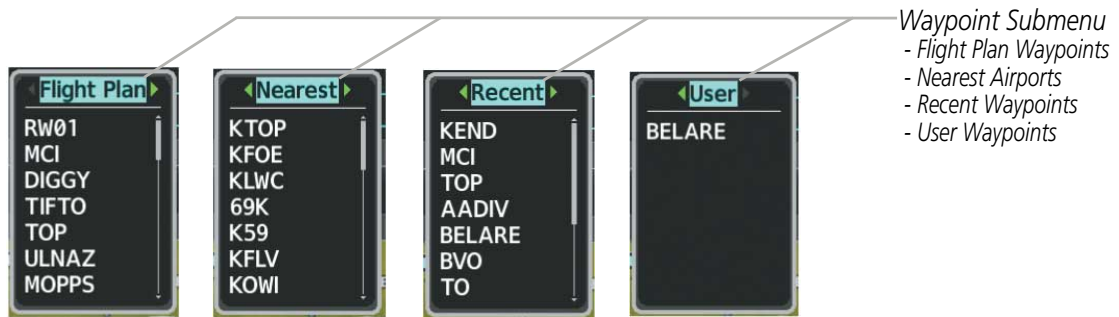 Waypoint Submenu
- Flight Plan Waypoints
- Nearest Airports
- Recent Waypoints
- User Waypoints
Flight Plan
RW01
MCI
DIGGY
TIFTO
TOP
ULNAZ
MOPPS
Nearest
KTOP
KFOE
KLWC
69K
K59
KFLV
KOWI
Recent
KEND
MCI
TOP
AADIV
BELARE
BVO
TO
User
BELARE